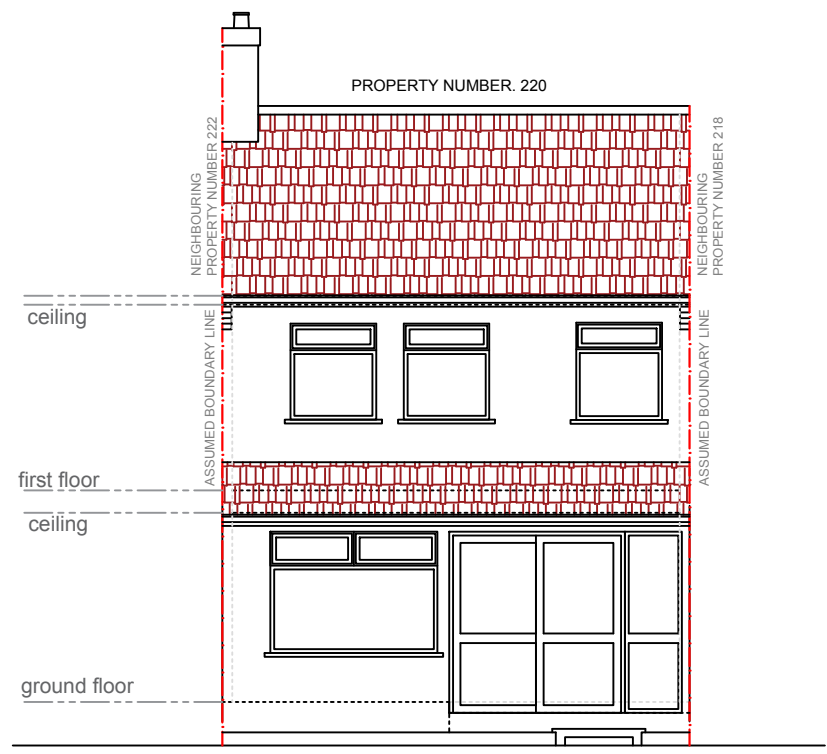 PROPERTY NUMBER. 220
NEIGHBOURING
PROPERTY NUMBER 222
NEIGHBOURING
PROPERTY NUMBER 218
ceiling
ASSUMED BOUNDARY LINE
ASSUMED BOUNDARY LINE
first floor
ceiling
ground floor